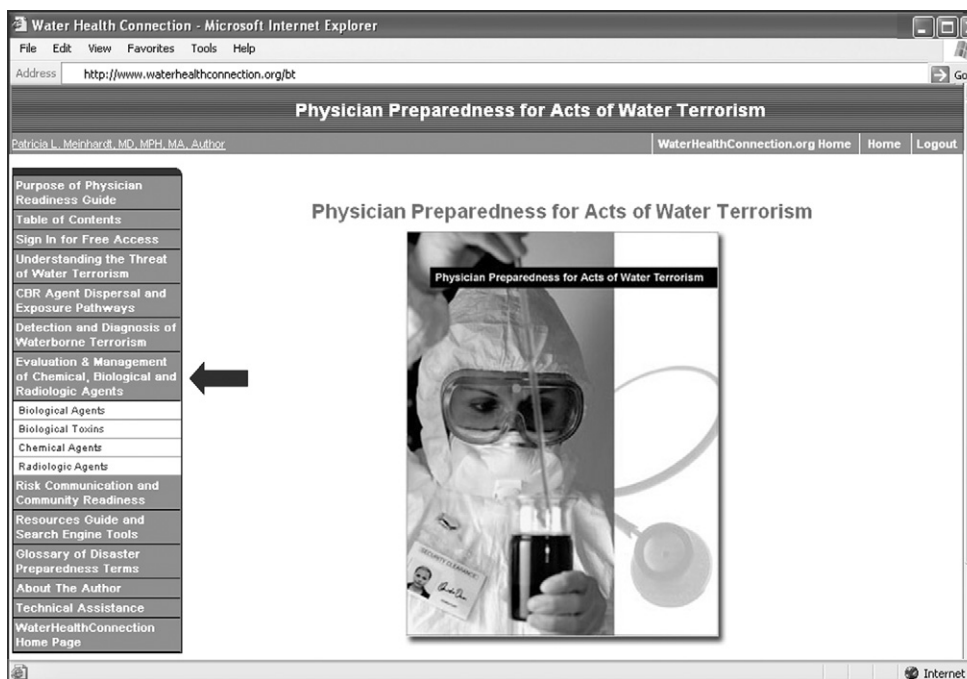 Water Health Connection - Microsoft Internet Explorer
File Edit View Favorites Tools Help
Address http://www.waterhealthconnection.org/bt
Go
Physician Preparedness for Acts of Water Terrorism
Patricia L. Meinhardt, MD, MPH, MA, Author
WaterHealthConnection.org Home Home Logout
Purpose of Physician
Readiness Guide
Table of Contents
Sign In for Free Access
Understanding the Threat
of Water Terrorism
CBR Agent Dispersal and
Exposure Pathways
Detection and Diagnosis of
Waterborne Terrorism
Evaluation & Management
of Chemical, Biological and
Radiologic Agents
Biological Agents
Biological Toxins
Chemical Agents
Radiologic Agents
Risk Communication and
Community Readiness
Resources Guide and
Search Engine Tools
Glossary of Disaster
Preparedness Terms
About The Author
Technical Assistance
WaterHealthConnection
Home Page
Physician Preparedness for Acts of Water Terrorism
Physician Preparedness for Acts of Water Terrorism
SECURITY CLEARANCE
Internet